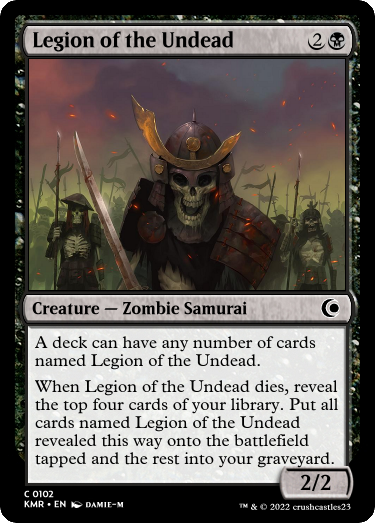 Legion of the Undead 2
Creature — Zombie Samurai
A deck can have any number of cards
named Legion of the Undead.
When Legion of the Undead dies, reveal
the top four cards of your library. Put all
cards named Legion of the Undead
revealed this way onto the battlefield
tapped and the rest into your graveyard.
2/2
C 0102
KMR • EN DAMIE-M
™ & © 2022 crushcastles23